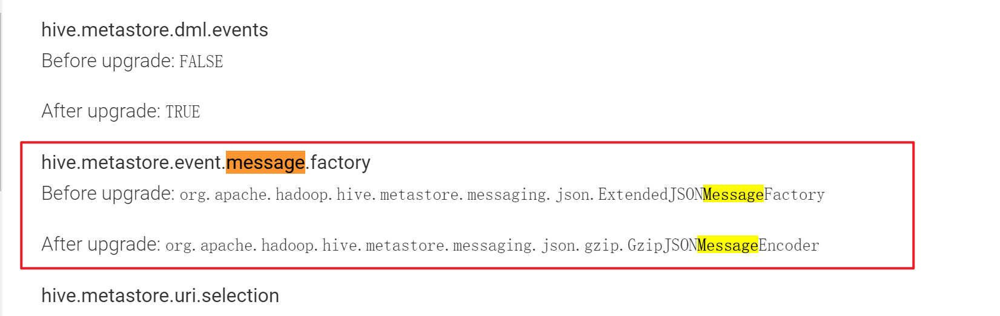 hive.metastore.dml.events
Before upgrade: FALSE
After upgrade: TRUE
hive.metastore.event.message.factory
Before upgrade: org.apache.hadoop.hive.metastore.messaging.json.ExtendedJSONMessageFactory
After upgrade: org.apache.hadoop.hive.metastore.messaging.json.gzip.GzipJSONMessageEncoder
hive.metastore.uri.selection